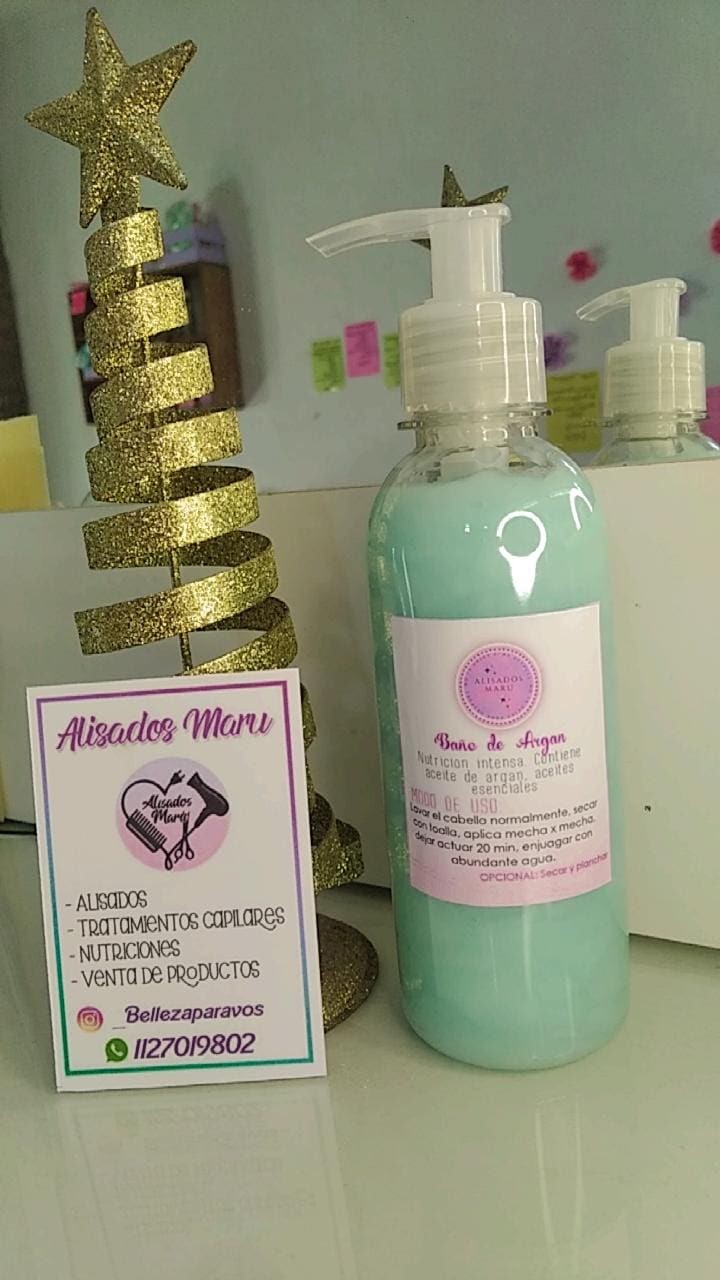 Alisados Maru
Alisados
Maru
- ALISADOS
- TRATAMIENTOS CAPILARES
- NUTRICIONES
- VENTA DE PRODUCTOS
_Bellezaparavos
1127019802
ALISADOS
MARU
Baño de Argan
Nutricion intensa. Contiene
aceite de argan, aceites
esenciales
MODO DE USO
Lavar el cabello normalmente, secar
con toalla, aplica mecha x mecha,
dejar actuar 20 min, enjuagar con
abundante agua.
OPCIONAL: Secar y planchar